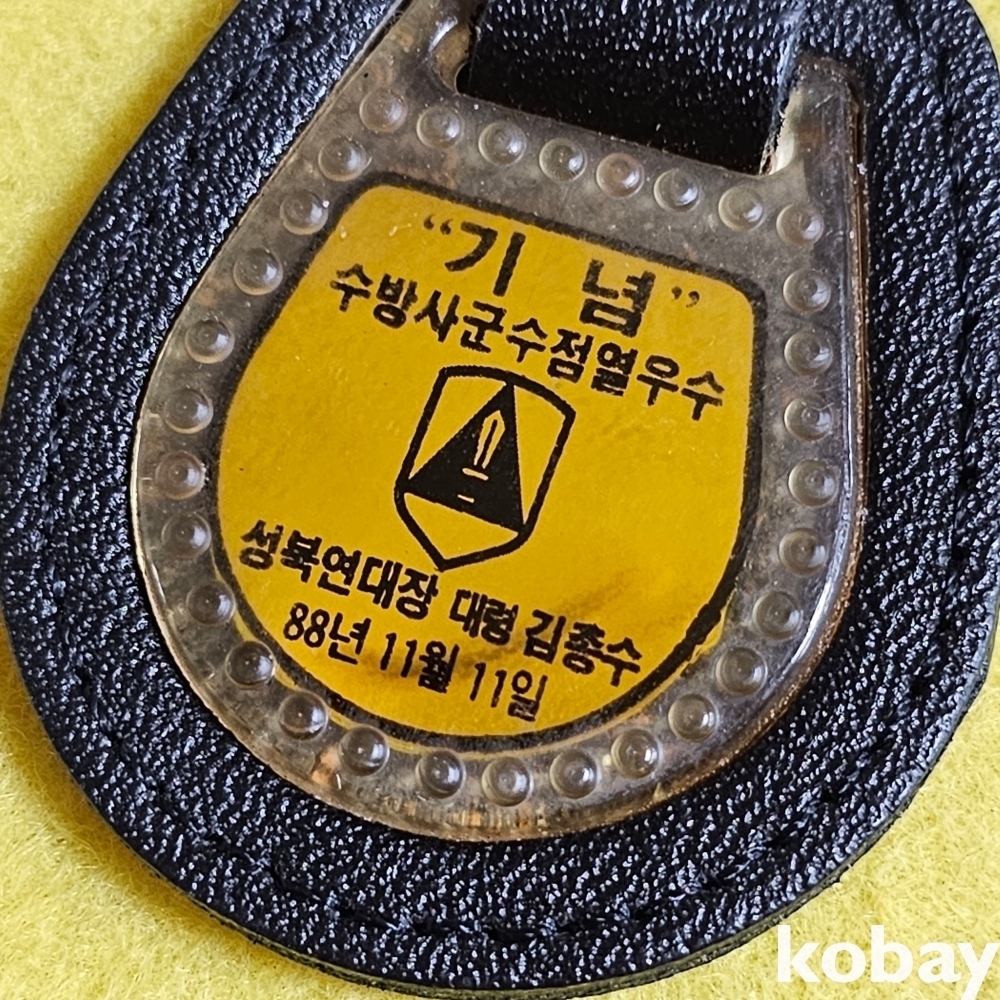 “기 념”
수방사군수점열우수
성북연대장 대령 김총수
88년 11월 11일
kobay